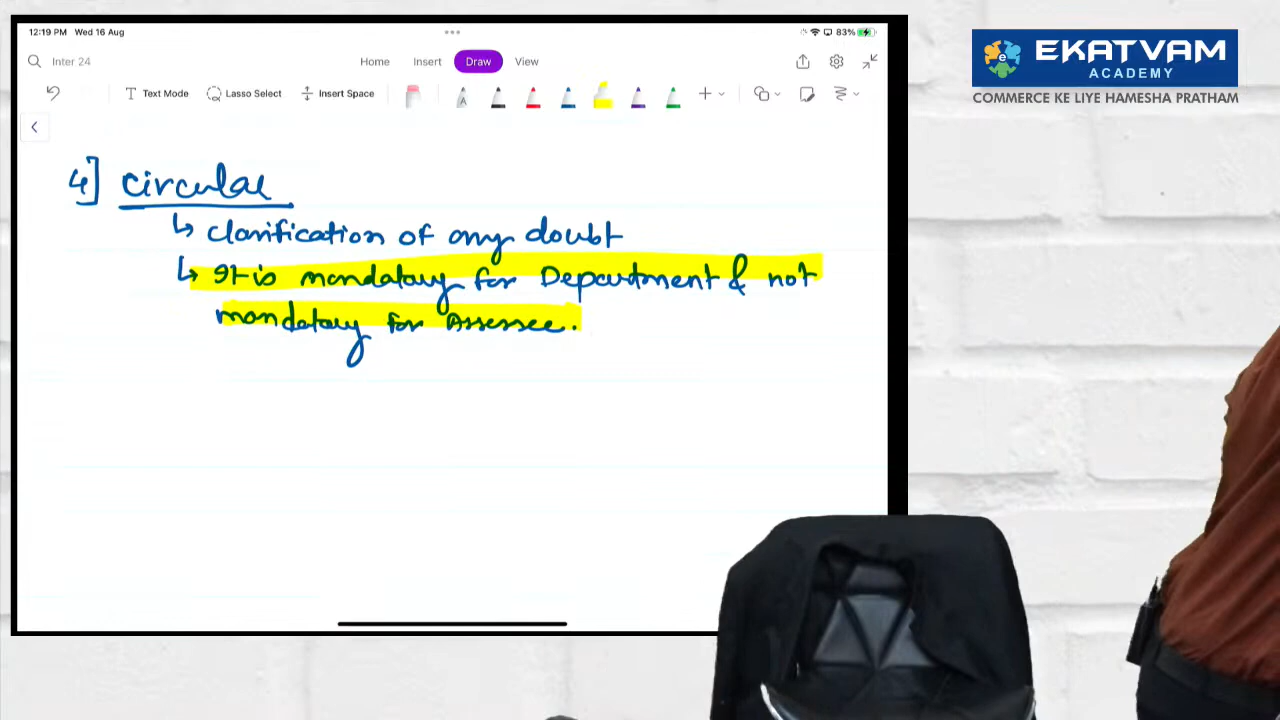 12:19 PM Wed 16 Aug
83%
EKATVAM
ACADEMY
COMMERCE KE LIYE HAMESHA PRATHAM
Inter 24
Home Insert Draw View
Text Mode Lasso Select Insert Space
4] Circular
↳ clarification of any doubt
↳ It is mandatory for Department & not
mandatory for Assessee.